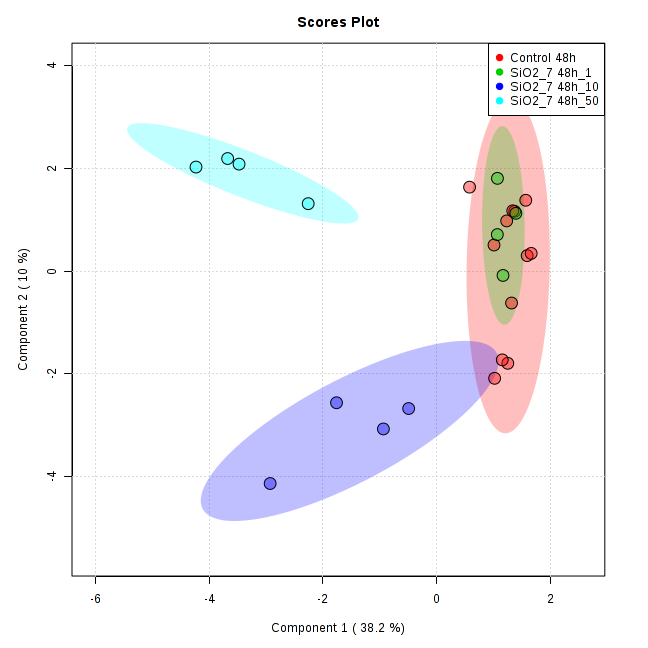 Scores Plot
Control 48h
SiO2_7 48h_1
SiO2_7 48h_10
SiO2_7 48h_50
4
2
0
-2
-4
Component 2 ( 10 %)
-6
-4
-2
0
2
Component 1 ( 38.2 %)